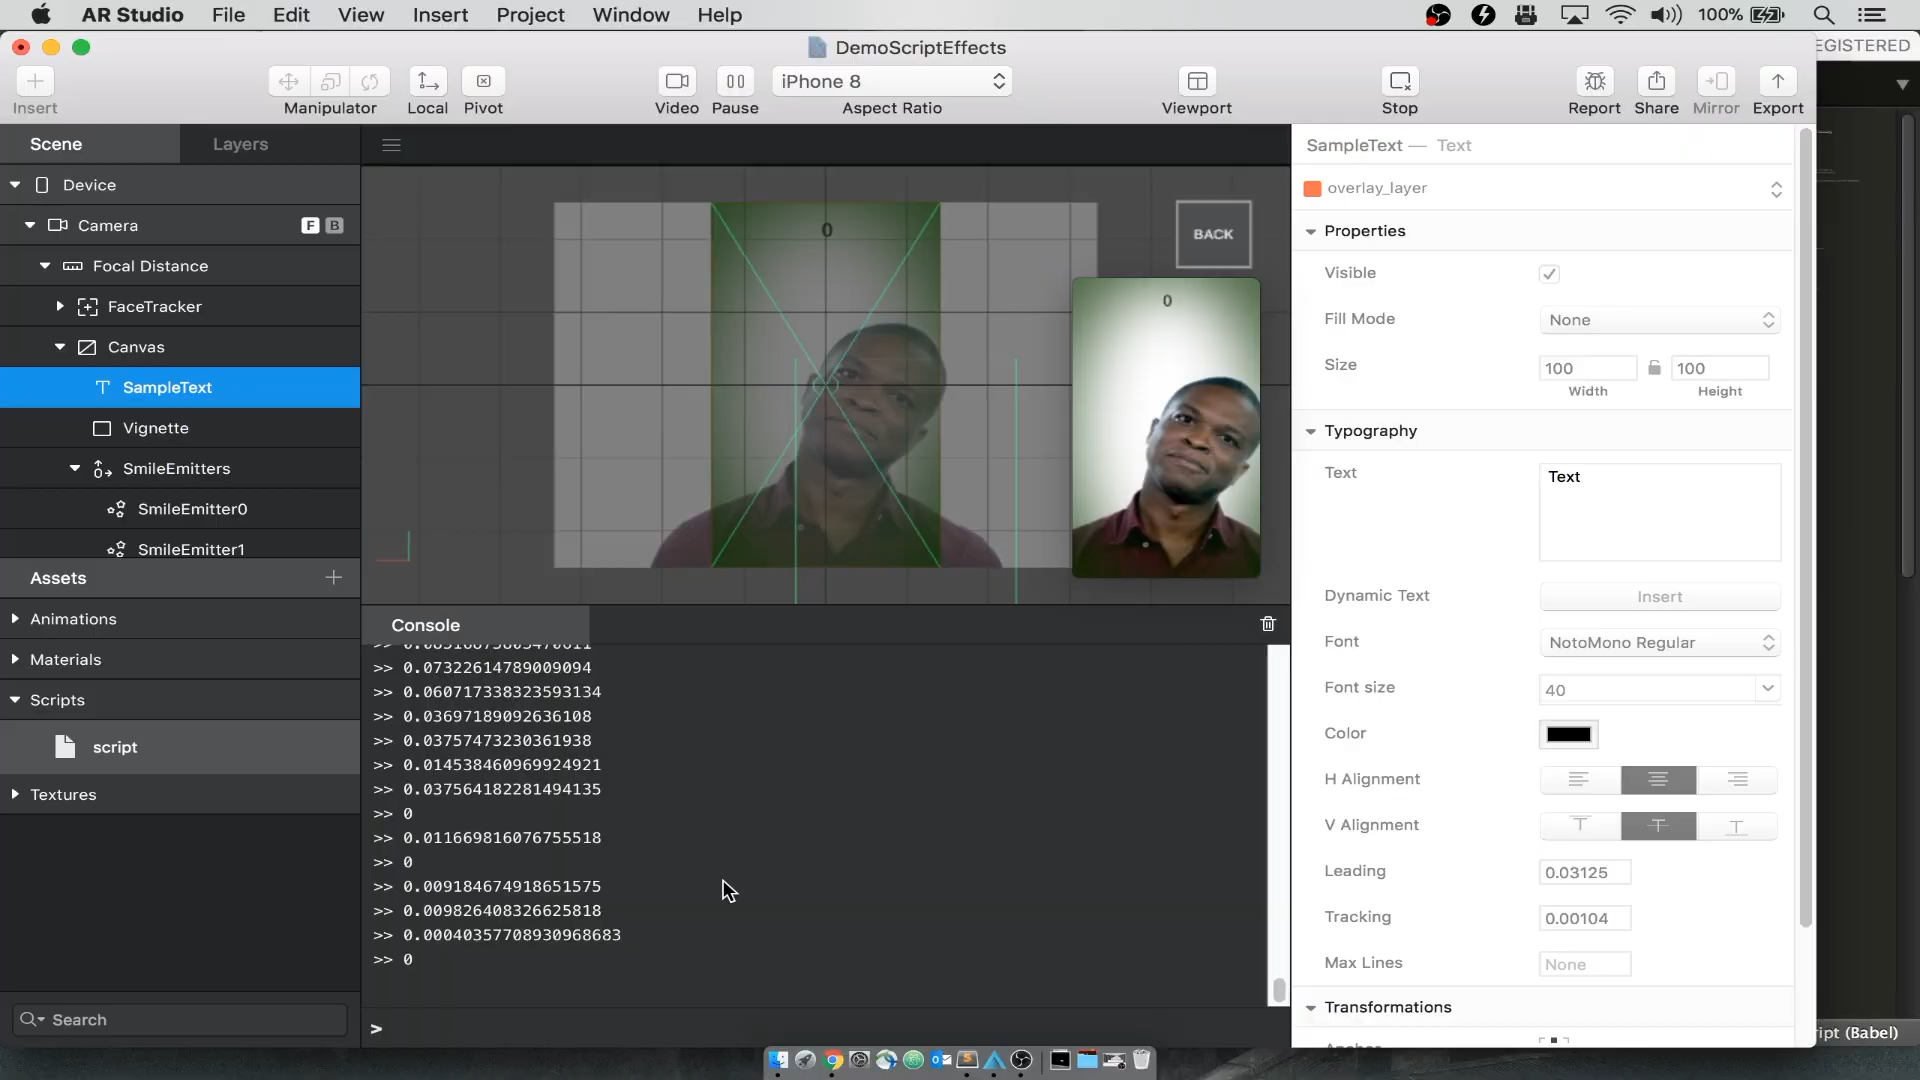 AR Studio File Edit View Insert Project Window Help 100%
DemoScriptEffects
EGISTERED
iPhone 8
Insert Manipulator Local Pivot Video Pause Aspect Ratio Viewport Stop Report Share Mirror Export
Scene Layers
Device
Camera F B
Focal Distance
FaceTracker
Canvas
SampleText
Vignette
SmileEmitters
SmileEmitter0
SmileEmitter1
Assets
Animations
Materials
Scripts
script
Textures
Search
0
BACK
0
Console
>> 0.07322614789009094
>> 0.060717338323593134
>> 0.03697189092636108
>> 0.03757473230361938
>> 0.014538460969924921
>> 0.037564182281494135
>> 0
>> 0.011669816076755518
>> 0
>> 0.009184674918651575
>> 0.009826408326625818
>> 0.00040357708930968683
>> 0
>
SampleText — Text
overlay_layer
Properties
Visible
Fill Mode None
Size 100 100
Width Height
Typography
Text Text
Dynamic Text Insert
Font NotoMono Regular
Font size 40
Color
H Alignment
V Alignment
Leading 0.03125
Tracking 0.00104
Max Lines None
Transformations
ript (Babel)